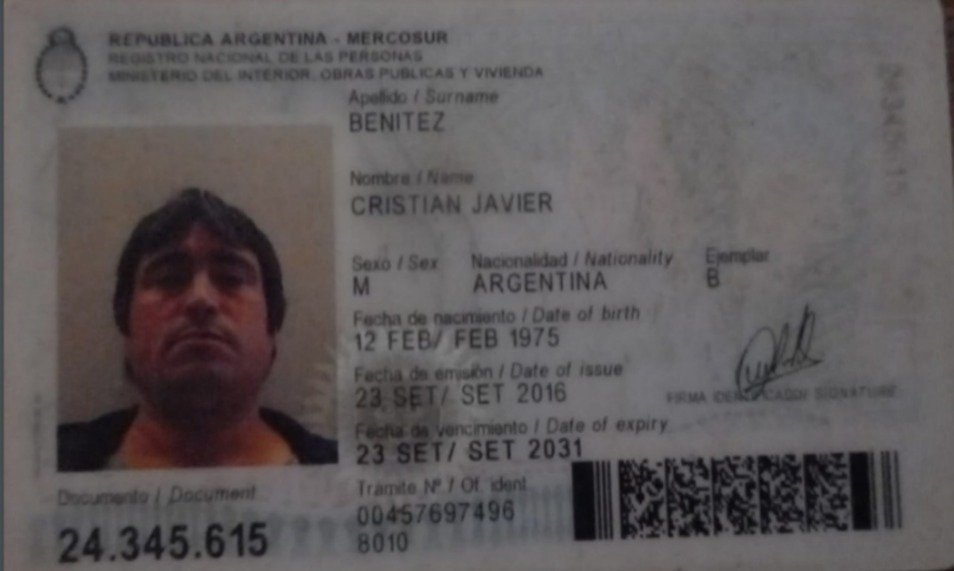 REPUBLICA ARGENTINA - MERCOSUR
REGISTRO NACIONAL DE LAS PERSONAS
MINISTERIO DEL INTERIOR, OBRAS PUBLICAS Y VIVIENDA
Apellido / Surname
BENITEZ
Nombre / Name
CRISTIAN JAVIER
Sexo / Sex Nacionalidad / Nationality Ejemplar
M ARGENTINA B
Fecha de nacimiento / Date of birth
12 FEB/ FEB 1975
Fecha de emisión / Date of issue
23 SET/ SET 2016
FIRMA SIGNATURE
Fecha de vencimiento / Date of expiry
23 SET/ SET 2031
Documento / Document
24.345.615
Tramite Nº / Of. ident
00457697496
8010